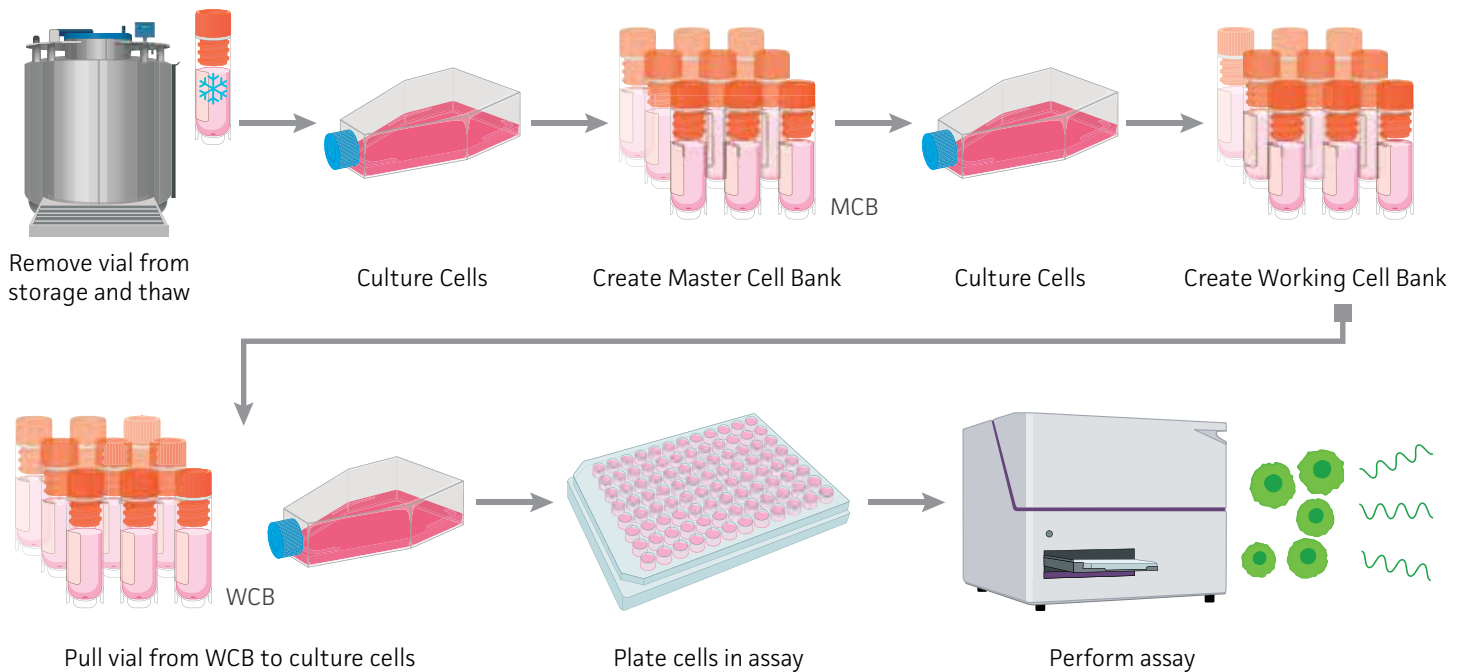 MCB
Remove vial from
storage and thaw
Culture Cells
Create Master Cell Bank
Culture Cells
Create Working Cell Bank
WCB
Pull vial from WCB to culture cells
Plate cells in assay
Perform assay